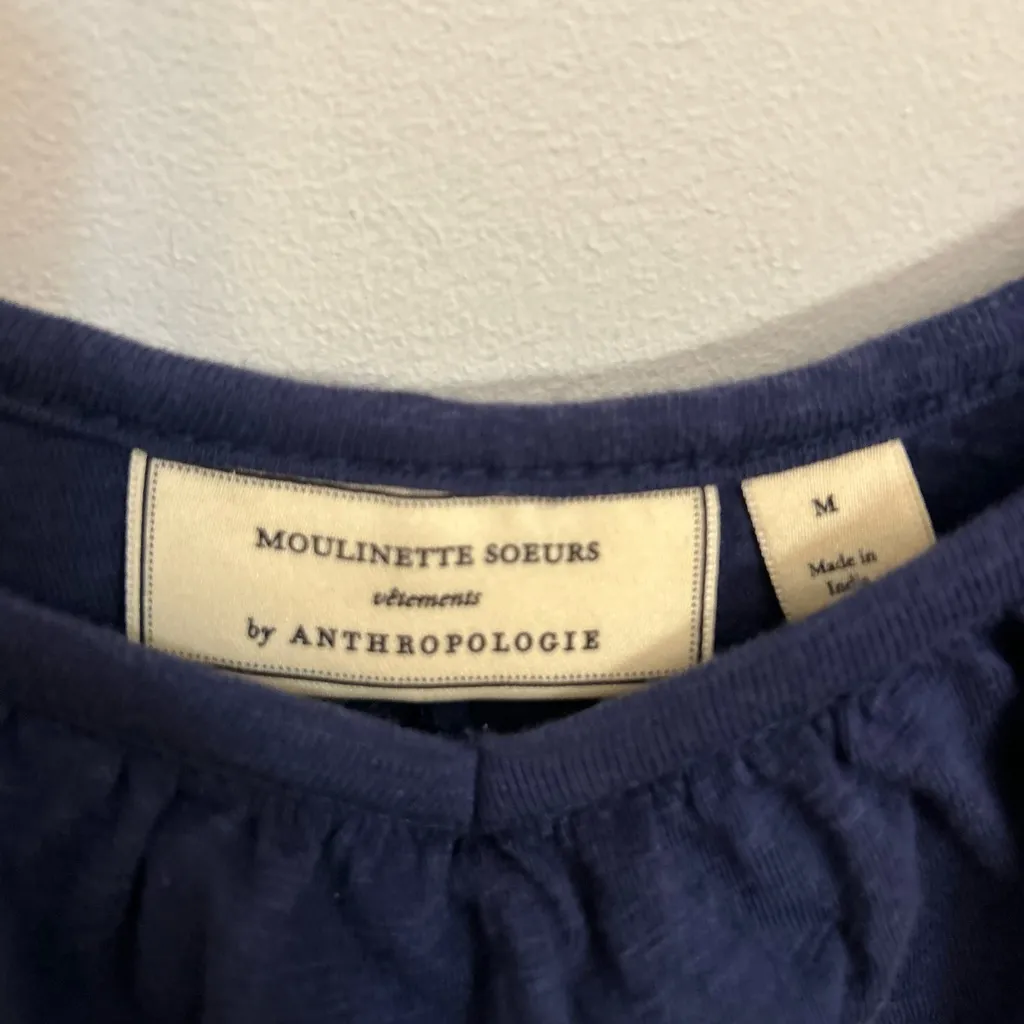 MOULINETTE SOEURS
vêtements
by ANTHROPOLOGIE
M
Made in